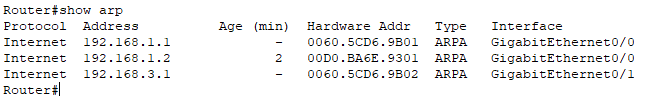 Router#show arp
Protocol  Address          Age (min)  Hardware Addr   Type   Interface
Internet  192.168.1.1             -   0060.5CD6.9B01  ARPA   GigabitEthernet0/0
Internet  192.168.1.2             2   00D0.BA6E.9301  ARPA   GigabitEthernet0/0
Internet  192.168.3.1             -   0060.5CD6.9B02  ARPA   GigabitEthernet0/1
Router#